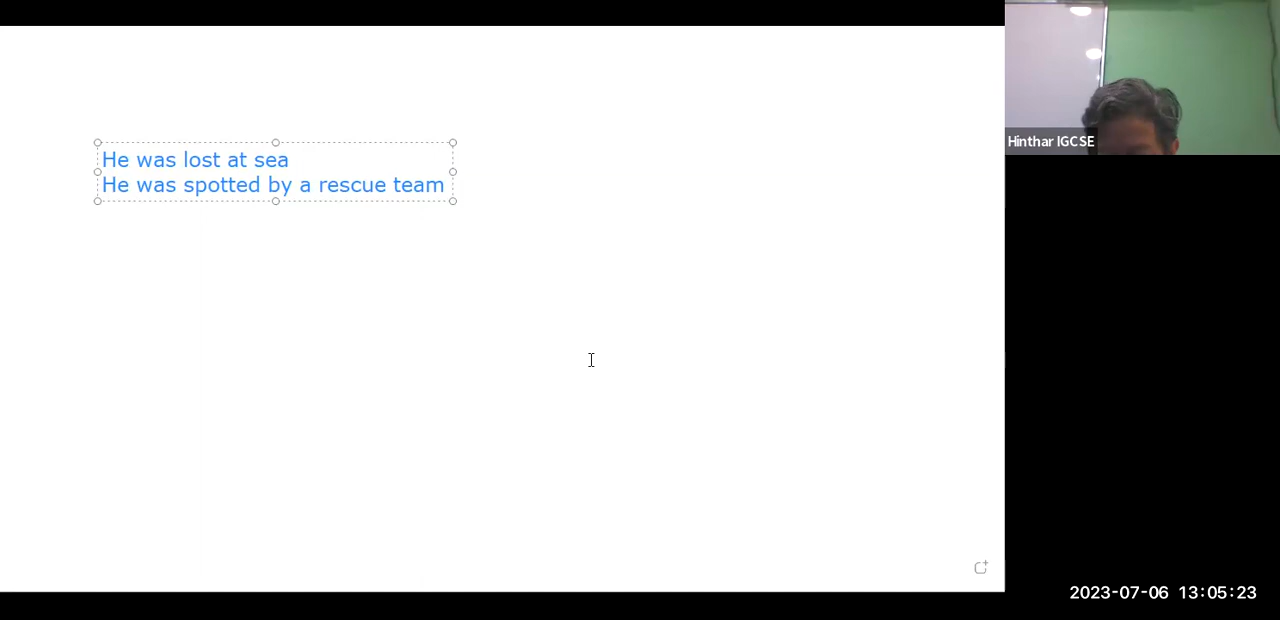 He was lost at sea
He was spotted by a rescue team
Hinthar IGCSE
2023-07-06 13:05:23